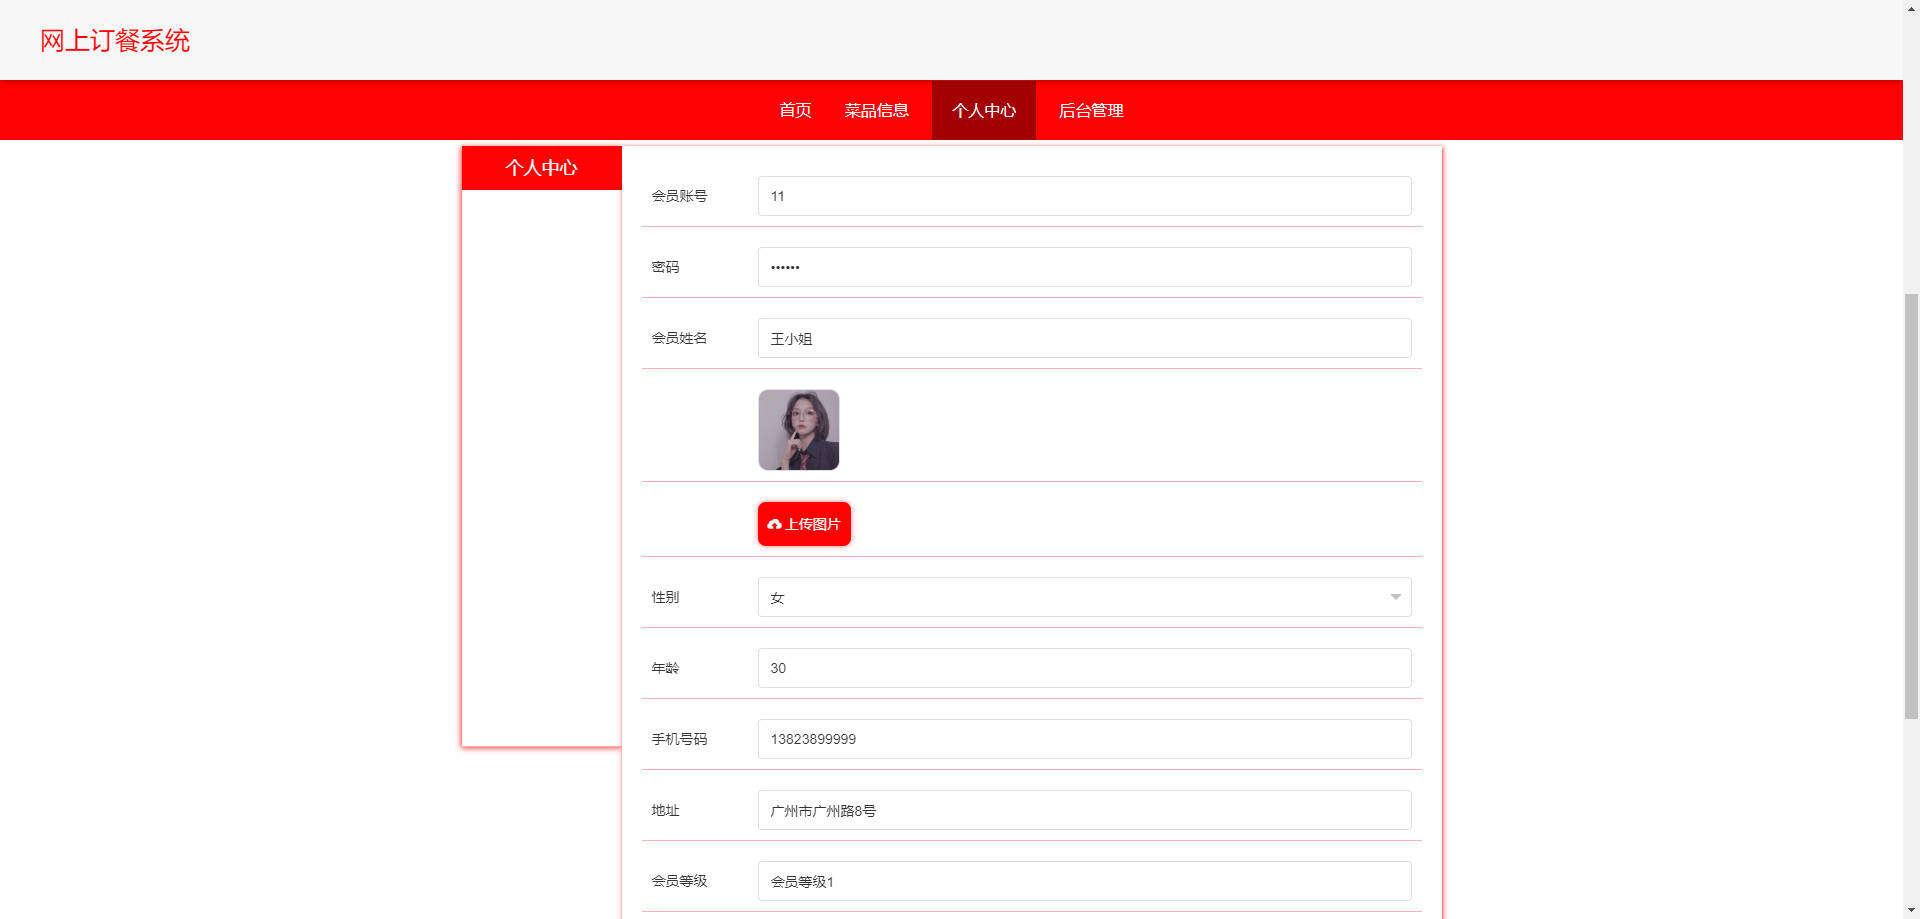 网上订餐系统
首页 菜品信息 个人中心 后台管理
个人中心
会员账号 11
密码 ••••••
会员姓名 王小姐
上传图片
性别 女
年龄 30
手机号码 13823899999
地址 广州市广州路8号
会员等级 会员等级1